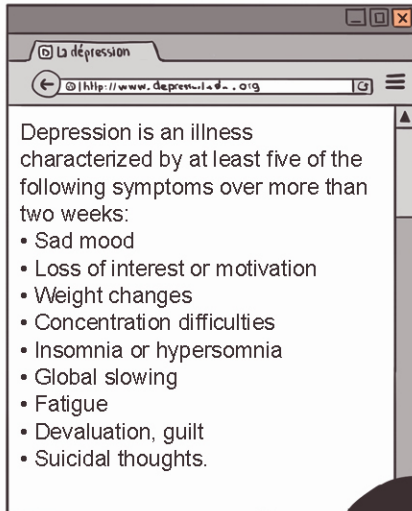 La dépression
http://www.
.org
Depression is an illness
characterized by at least five of the
following symptoms over more than
two weeks:
• Sad mood
• Loss of interest or motivation
• Weight changes
• Concentration difficulties
• Insomnia or hypersomnia
• Global slowing
• Fatigue
• Devaluation, guilt
• Suicidal thoughts.